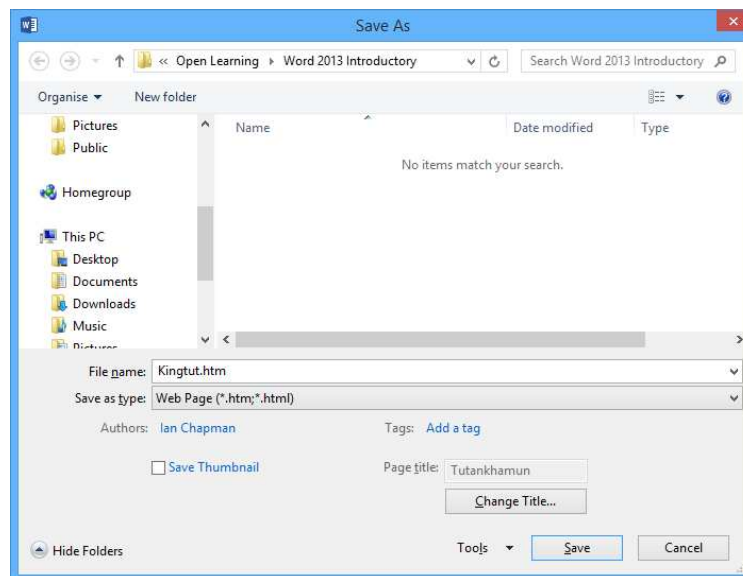 Save As
« Open Learning Word 2013 Introductory
Search Word 2013 Introductory
Organise New folder
Pictures
Public
Homegroup
This PC
Desktop
Documents
Downloads
Music
Pictures
Name Date modified Type
No items match your search.
File name: Kingtut.htm
Save as type: Web Page (*.htm;*.html)
Authors: Ian Chapman Tags: Add a tag
Save Thumbnail Page title: Tutankhamun
Change Title...
Hide Folders Tools Save Cancel